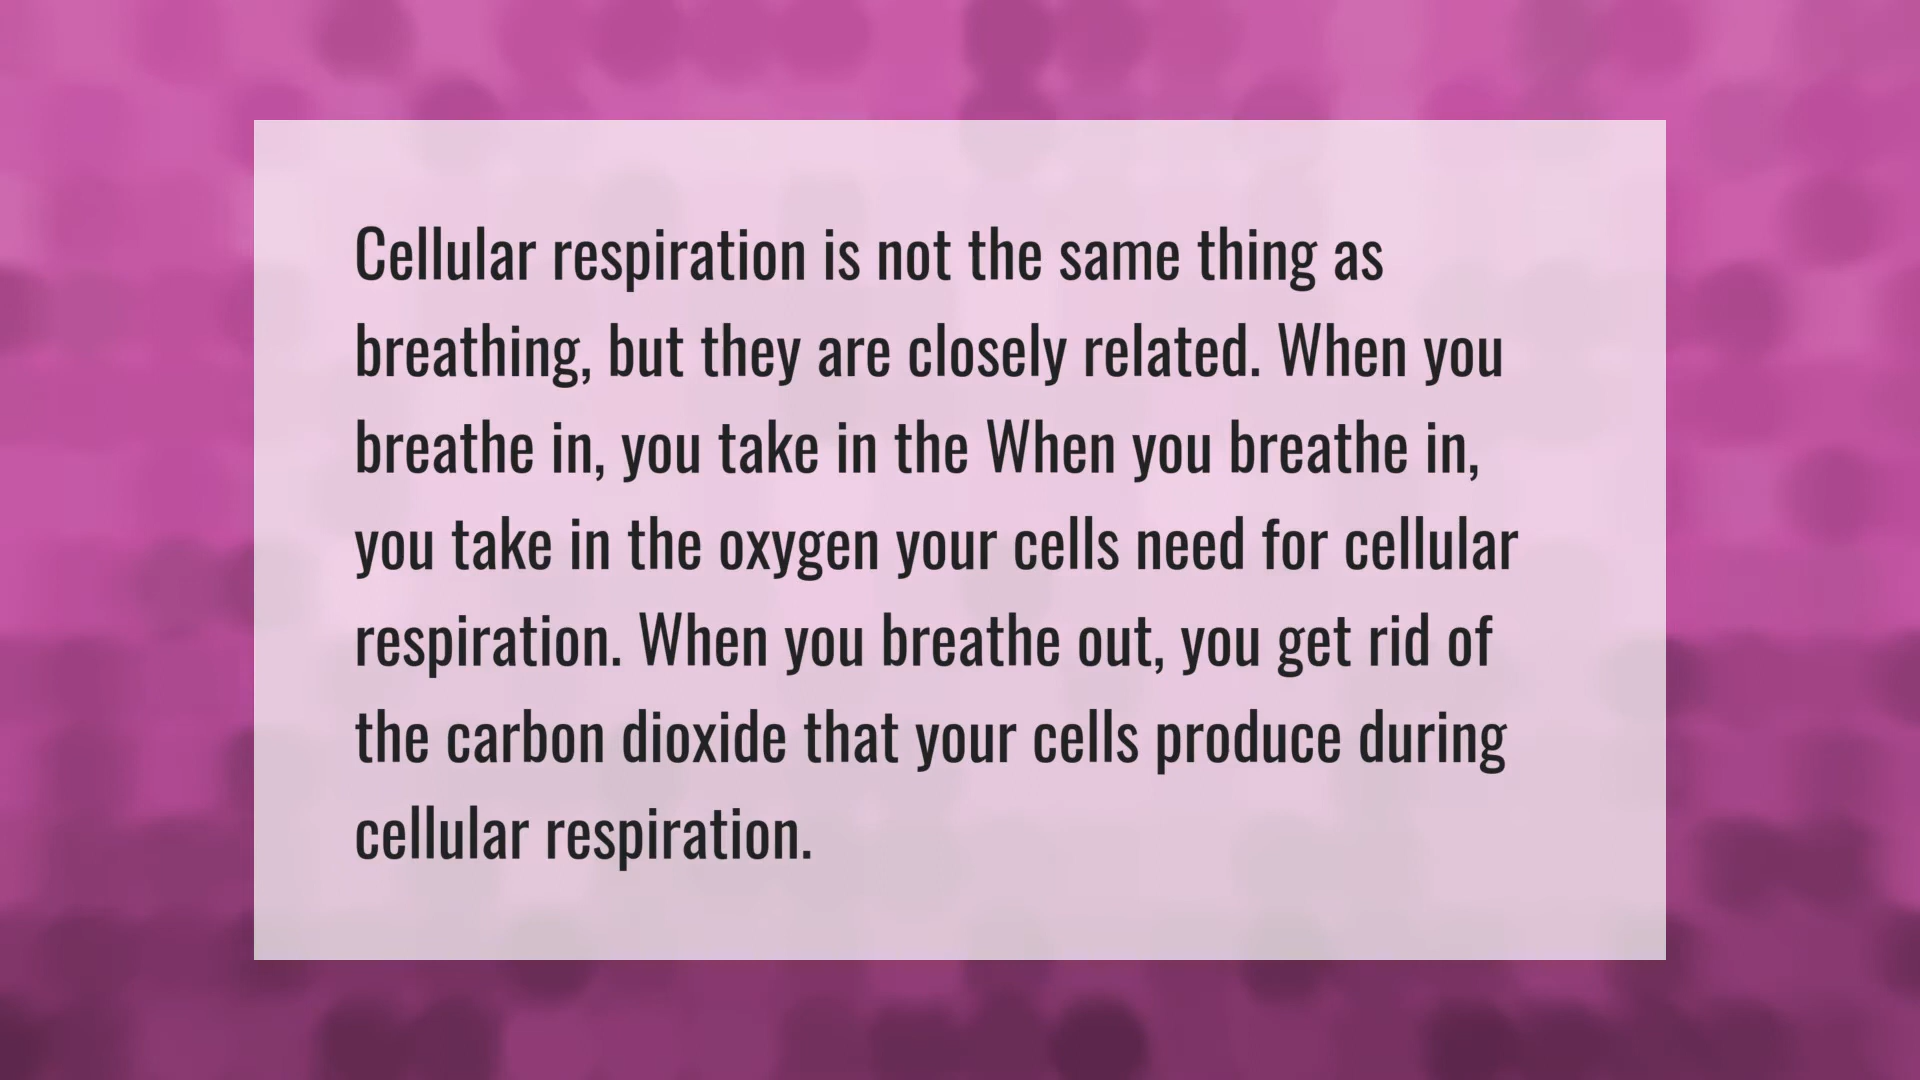 Cellular respiration is not the same thing as
breathing, but they are closely related. When you
breathe in, you take in the When you breathe in,
you take in the oxygen your cells need for cellular
respiration. When you breathe out, you get rid of
the carbon dioxide that your cells produce during
cellular respiration.